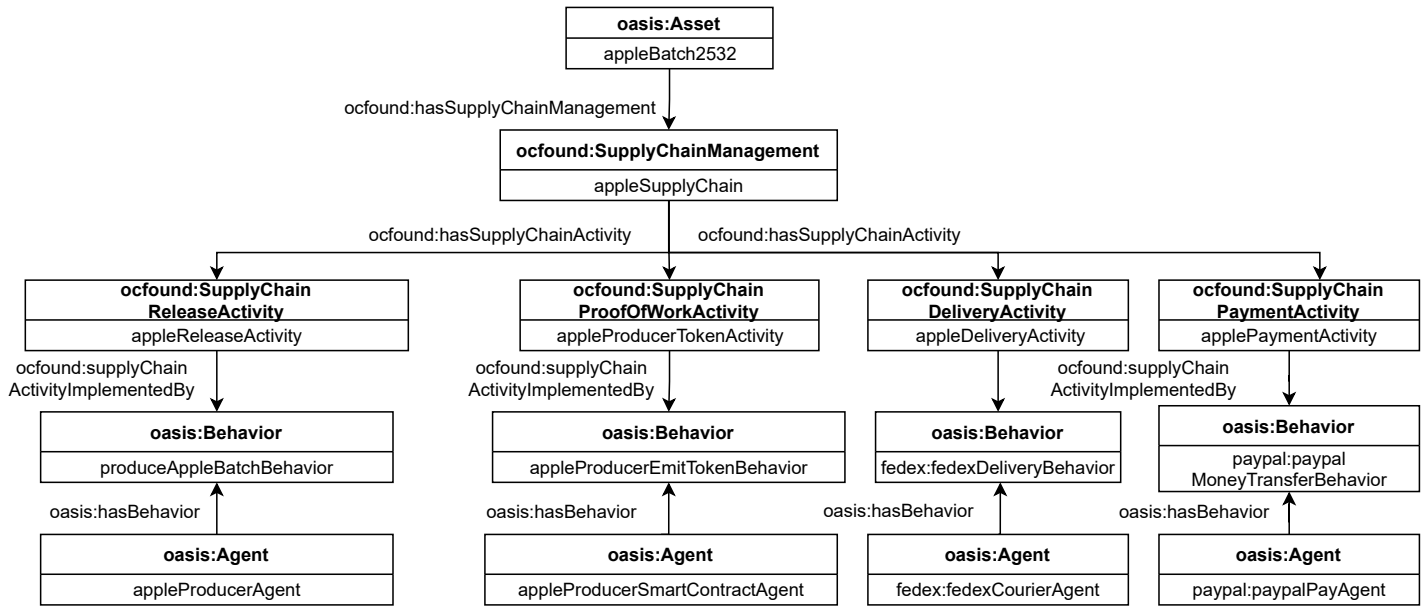 oasis:Asset
appleBatch2532
ocfound:hasSupplyChainManagement
ocfound:SupplyChainManagement
appleSupplyChain
ocfound:hasSupplyChainActivity
ocfound:hasSupplyChainActivity
ocfound:SupplyChain
ReleaseActivity
appleReleaseActivity
ocfound:SupplyChain
ProofOfWorkActivity
appleProducerTokenActivity
ocfound:SupplyChain
DeliveryActivity
appleDeliveryActivity
ocfound:SupplyChain
PaymentActivity
applePaymentActivity
ocfound:supplyChain
ActivityImplementedBy
ocfound:supplyChain
ActivityImplementedBy
ocfound:supplyChain
ActivityImplementedBy
oasis:Behavior
produceAppleBatchBehavior
oasis:Behavior
appleProducerEmitTokenBehavior
oasis:Behavior
fedex:fedexDeliveryBehavior
oasis:Behavior
paypal:paypal
MoneyTransferBehavior
oasis:hasBehavior
oasis:hasBehavior
oasis:hasBehavior
oasis:hasBehavior
oasis:Agent
appleProducerAgent
oasis:Agent
appleProducerSmartContractAgent
oasis:Agent
fedex:fedexCourierAgent
oasis:Agent
paypal:paypalPayAgent